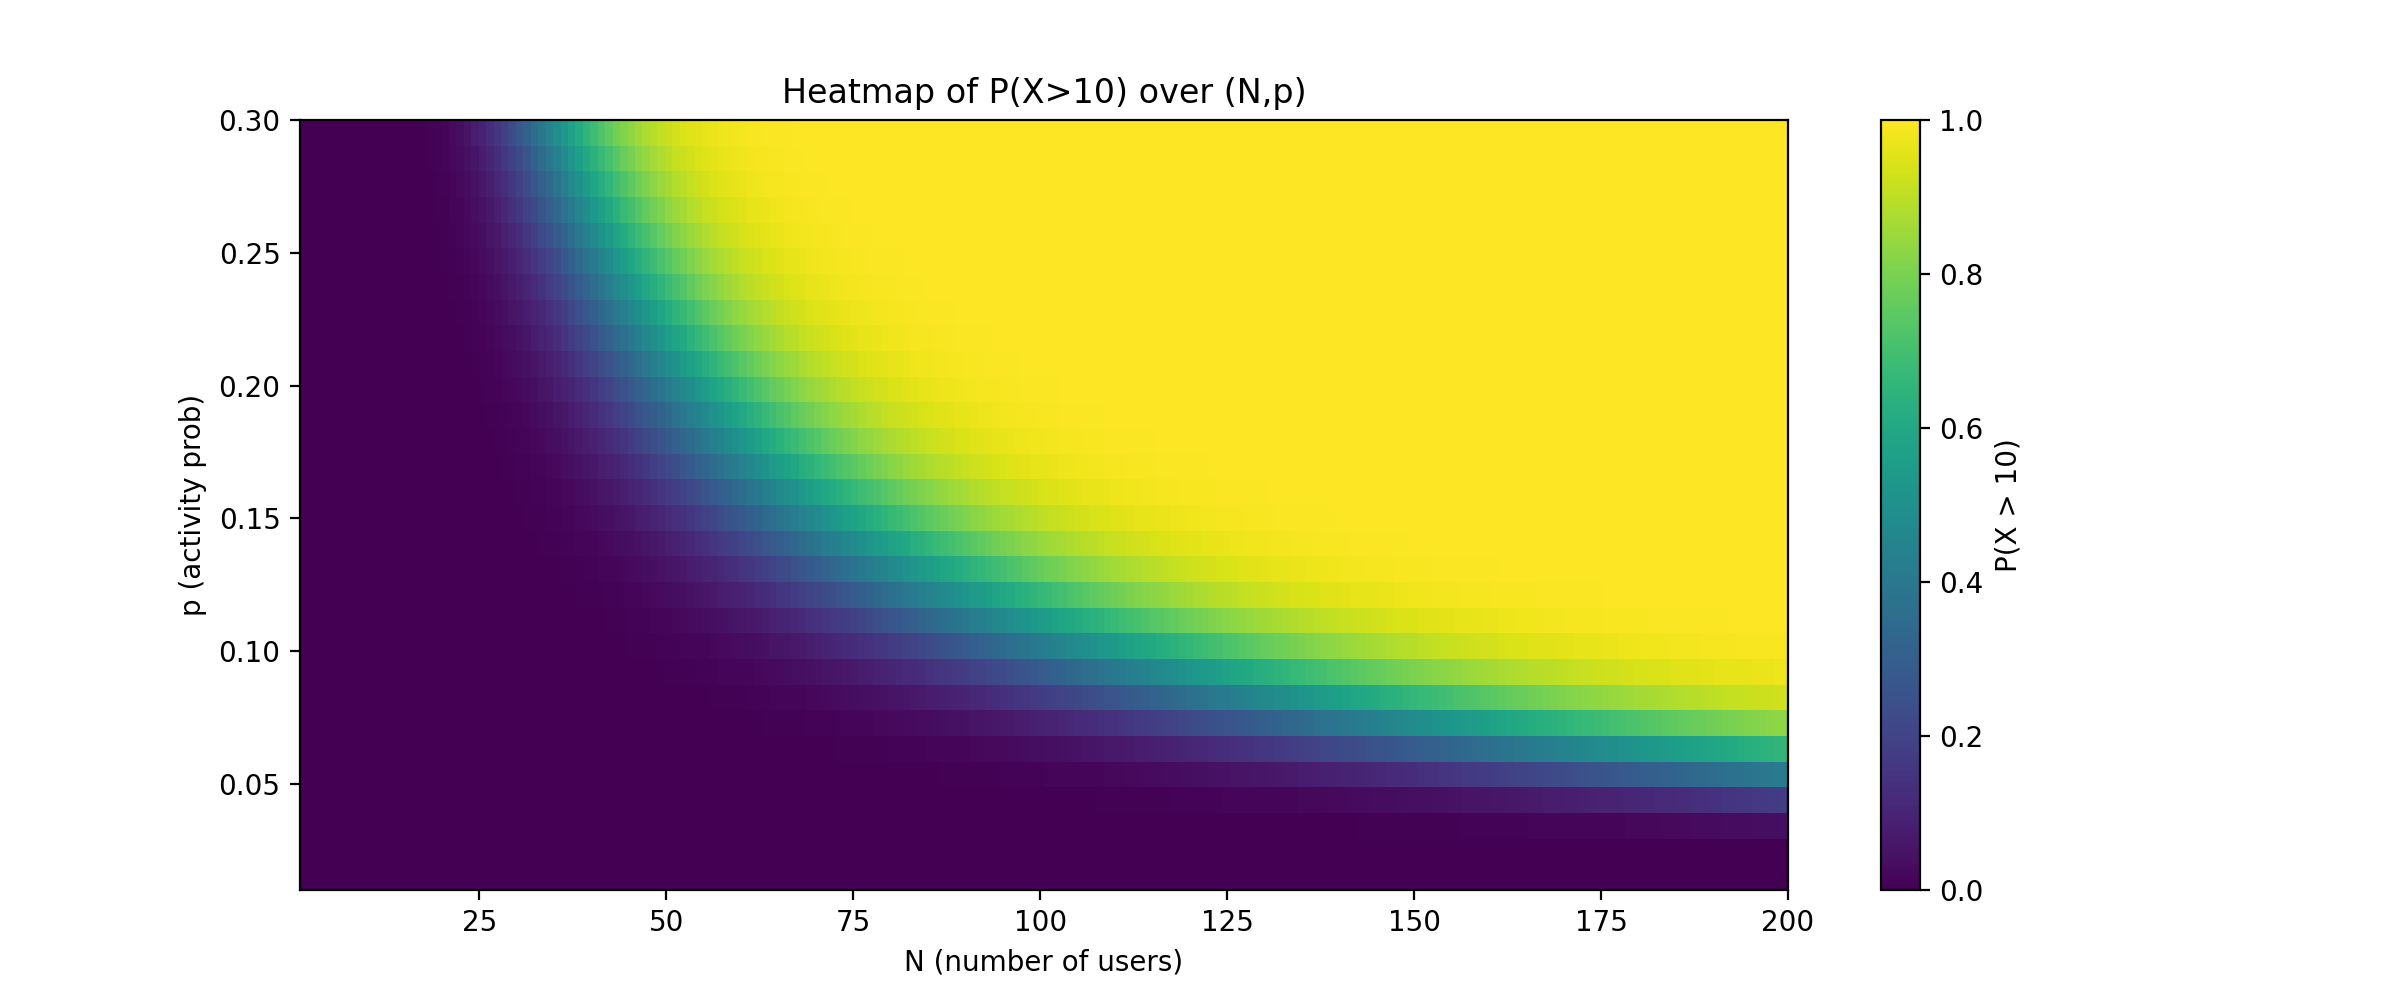 Heatmap of P(X>10) over (N,p)
p (activity prob)
0.30
0.25
0.20
0.15
0.10
0.05
25 50 75 100 125 150 175 200
N (number of users)
1.0
0.8
0.6
0.4
0.2
0.0
P(X > 10)